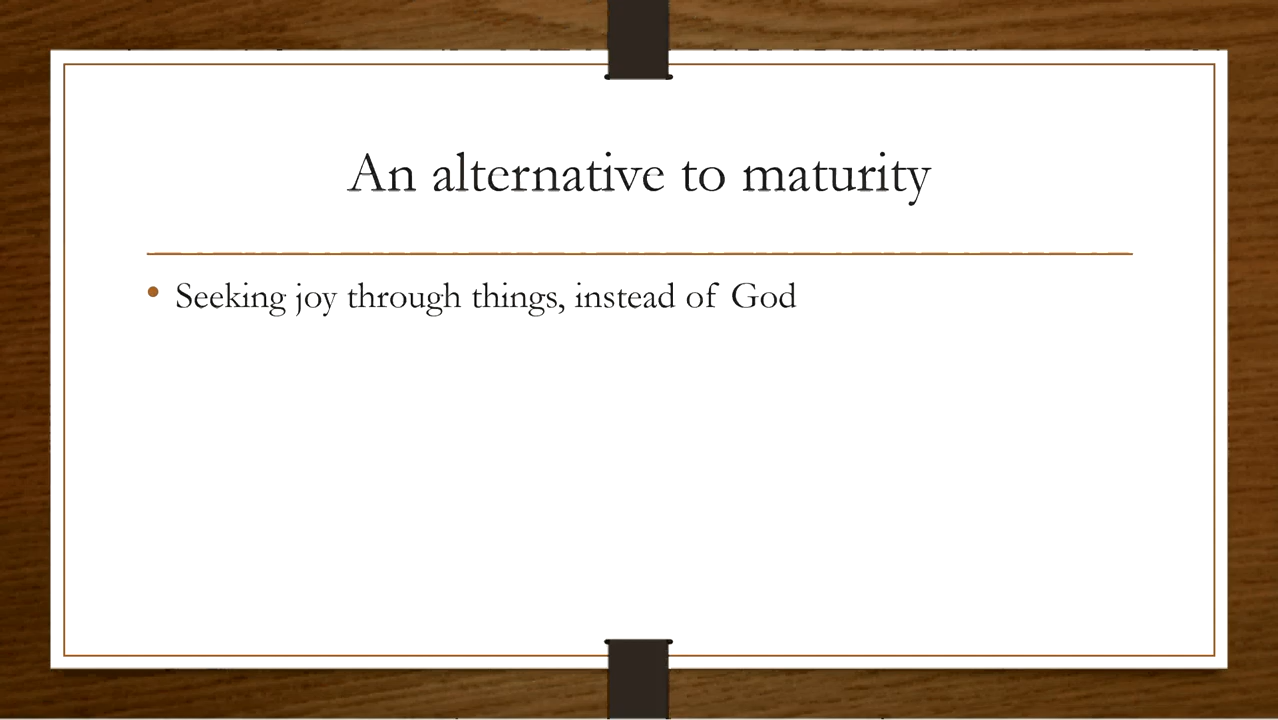 An alternative to maturity
• Seeking joy through things, instead of God